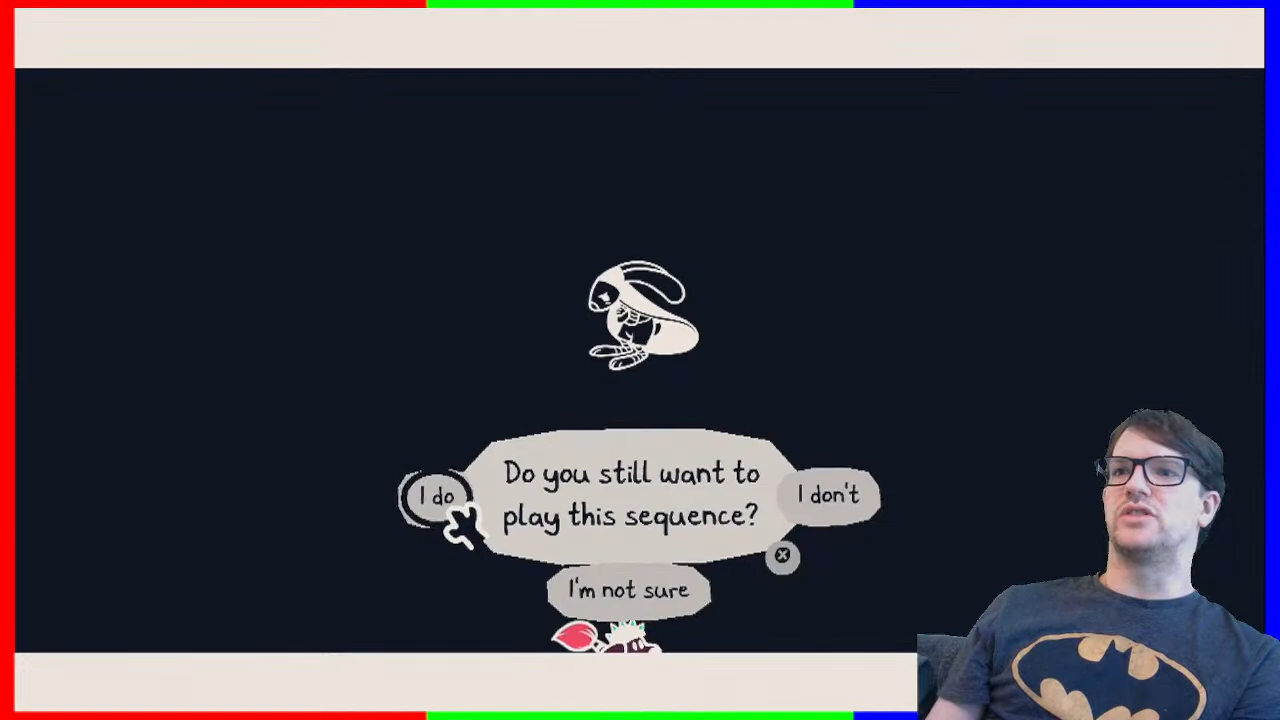 Do you still want to
play this sequence?
I do
I don't
I'm not sure